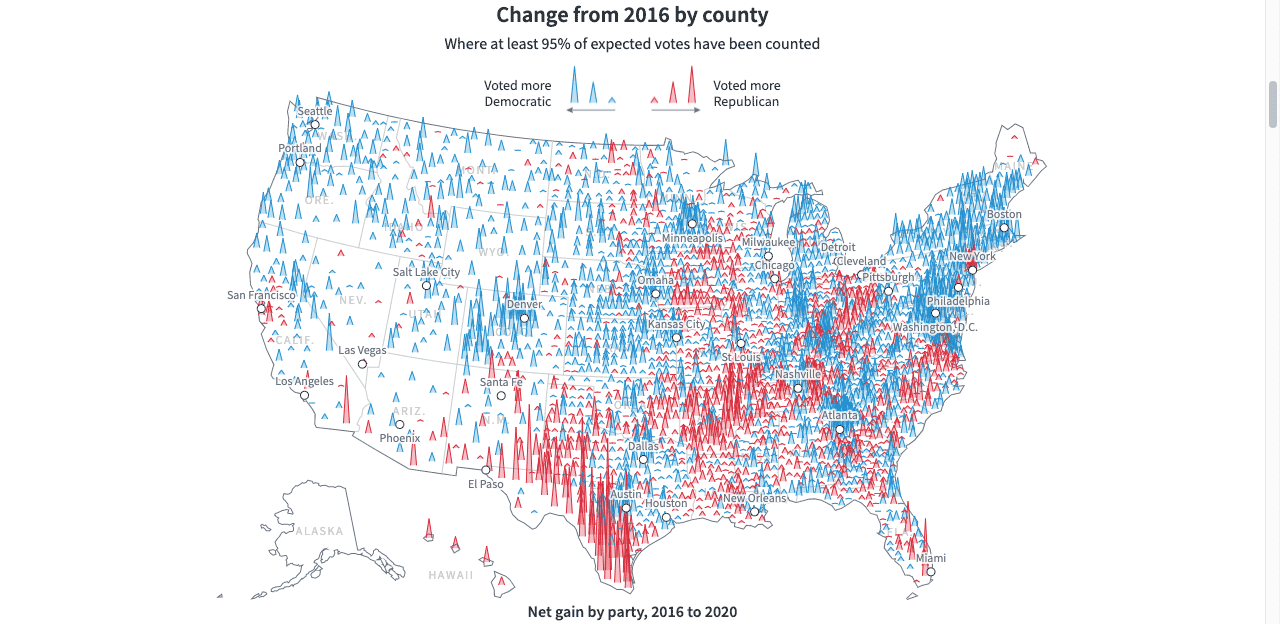 Change from 2016 by county
Where at least 95% of expected votes have been counted
Voted more
Democratic
Voted more
Republican
Seattle
WASH.
Portland
MONT.
MAINE
ORE.
IDAHO
Boston
Minneapolis
Milwaukee
Detroit
WYO.
New York
Cleveland
Chicago
Salt Lake City
Pittsburgh
Omaha
San Francisco
NEV.
Denver
Philadelphia
UTAH
Kansas City
Washington, D.C.
CALIF.
Las Vegas
St Louis
Los Angeles
Santa Fe
Nashville
ARIZ.
N.M.
Atlanta
Phoenix
Dallas
El Paso
Austin
Houston
New Orleans
ALASKA
Miami
HAWAII
Net gain by party, 2016 to 2020